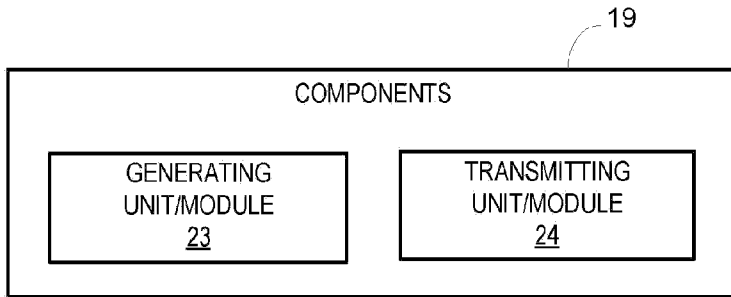 19
COMPONENTS
GENERATING
UNIT/MODULE
23
TRANSMITTING
UNIT/MODULE
24